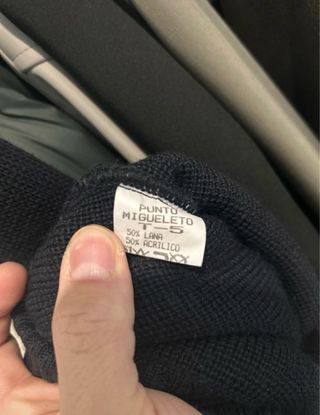 PUNTO
MIGUELETO
T-5
50% LANA
50% ACRILICO